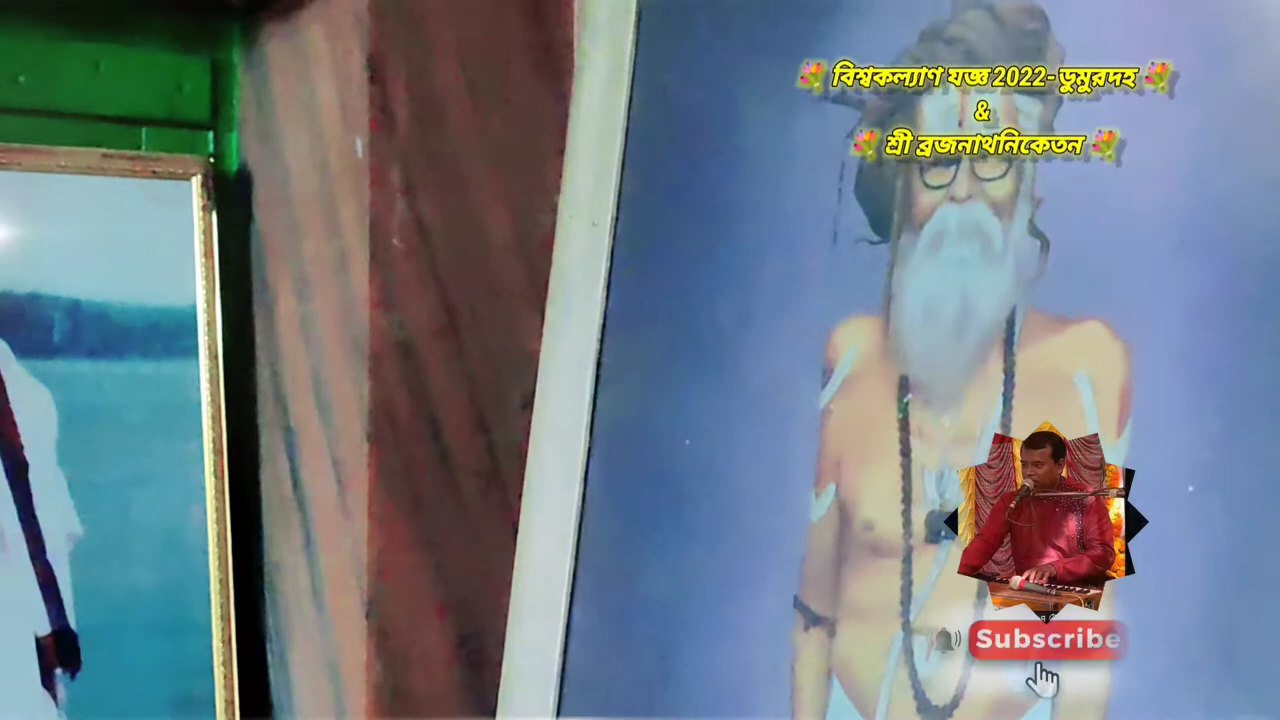 💐 বিশ্বকল্যাণ যজ্ঞ 2022- ডুমুরদহ 💐
&
💐 শ্রী ব্রজনাথনিকেতন 💐
Subscribe